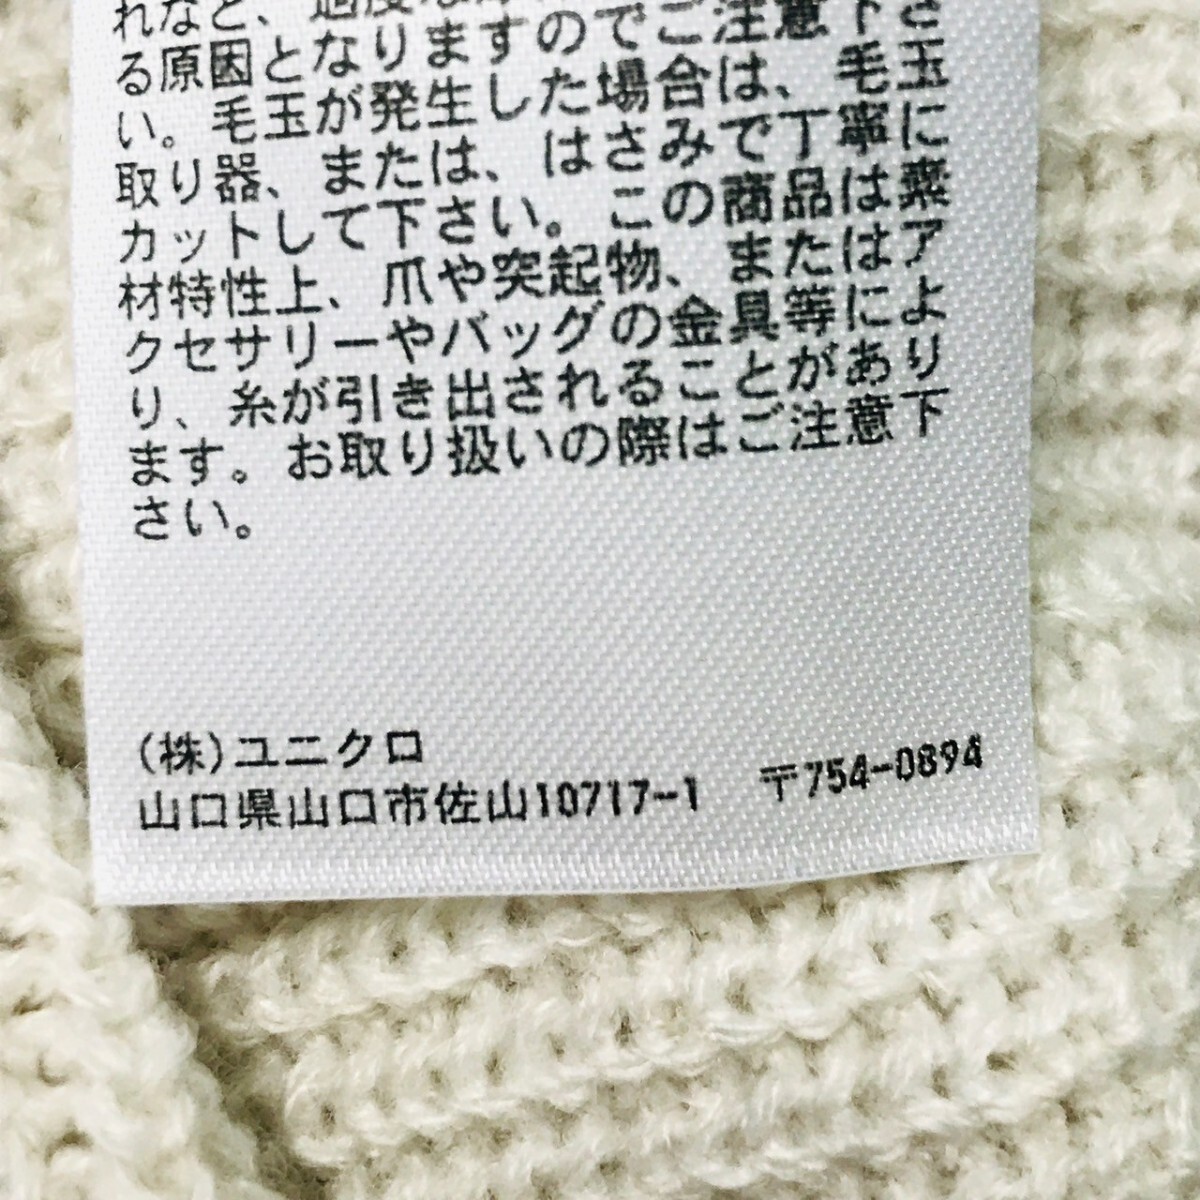 るい原因となりますのでご注意下さ
い。毛玉が発生した場合は、毛玉
取り器、または、はさみで丁寧に
カットして下さい。この商品は素
材特性上、爪や突起物、またはア
クセサリーやバッグの金具等によ
り、糸が引き出されることがあり
ます。お取り扱いの際はご注意下
さい。
(株)ユニクロ
山口県山口市佐山10717-1 〒754-0894